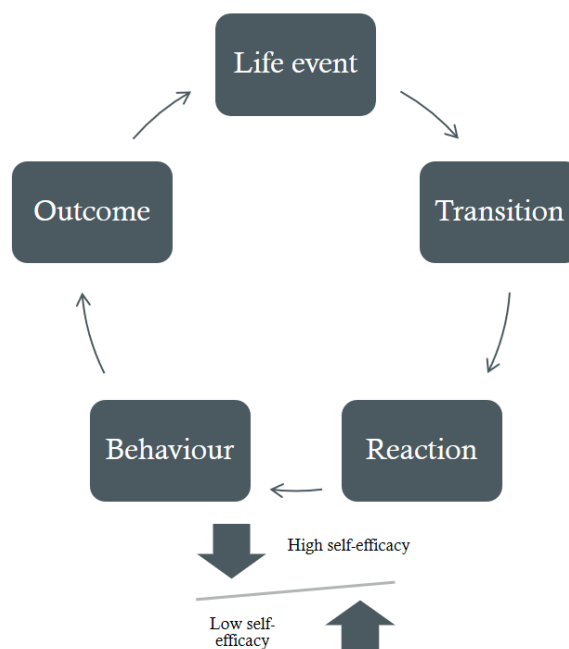 Life event
Outcome
Transition
Behaviour
Reaction
High self-efficacy
Low self-
efficacy